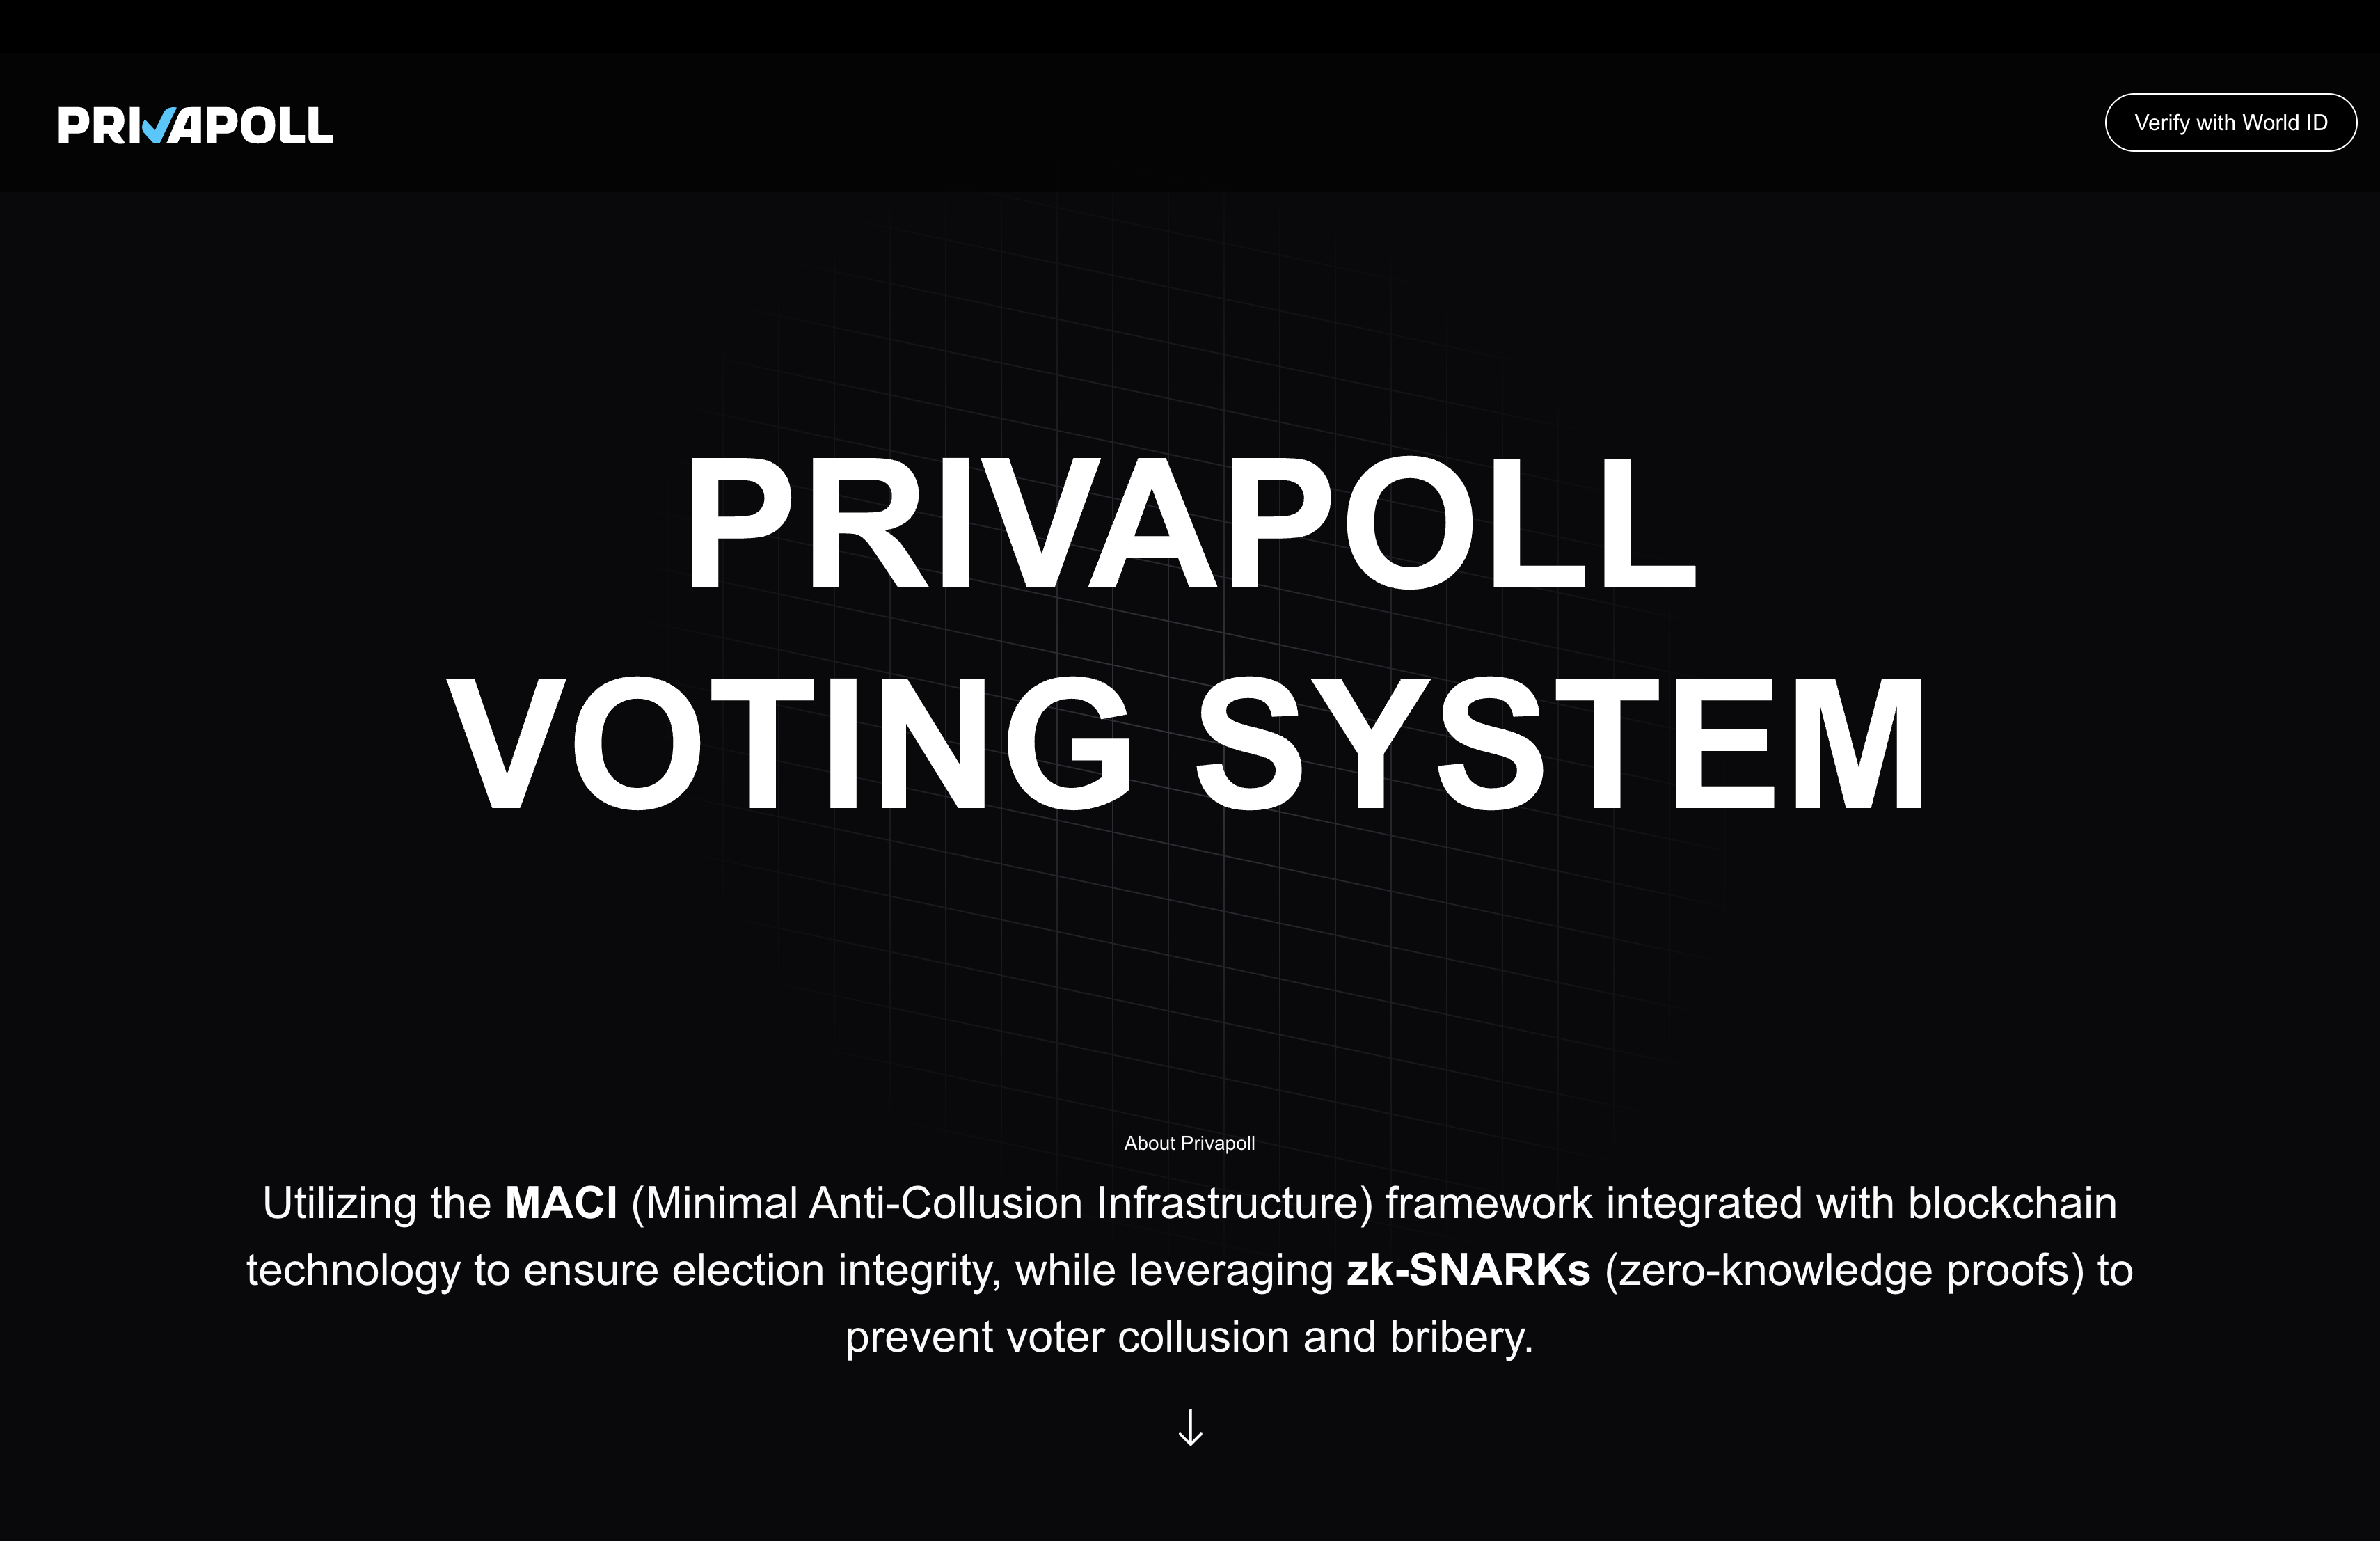 PRIVAPOLL
Verify with World ID
PRIVAPOLL
VOTING SYSTEM
About Privapoll
Utilizing the MACI (Minimal Anti-Collusion Infrastructure) framework integrated with blockchain
technology to ensure election integrity, while leveraging zk-SNARKs (zero-knowledge proofs) to
prevent voter collusion and bribery.